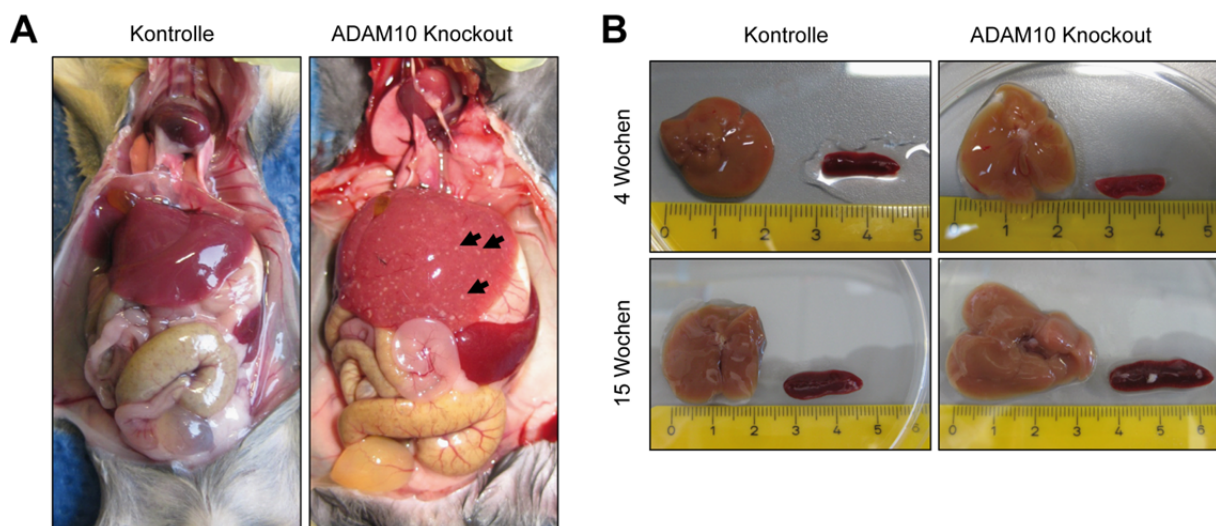 A
Kontrolle
ADAM10 Knockout
B
Kontrolle
ADAM10 Knockout
4 Wochen
0 1 2 3 4 5
0 1 2 3 4 5
15 Wochen
0 1 2 3 4 5 6
0 1 2 3 4 5 6